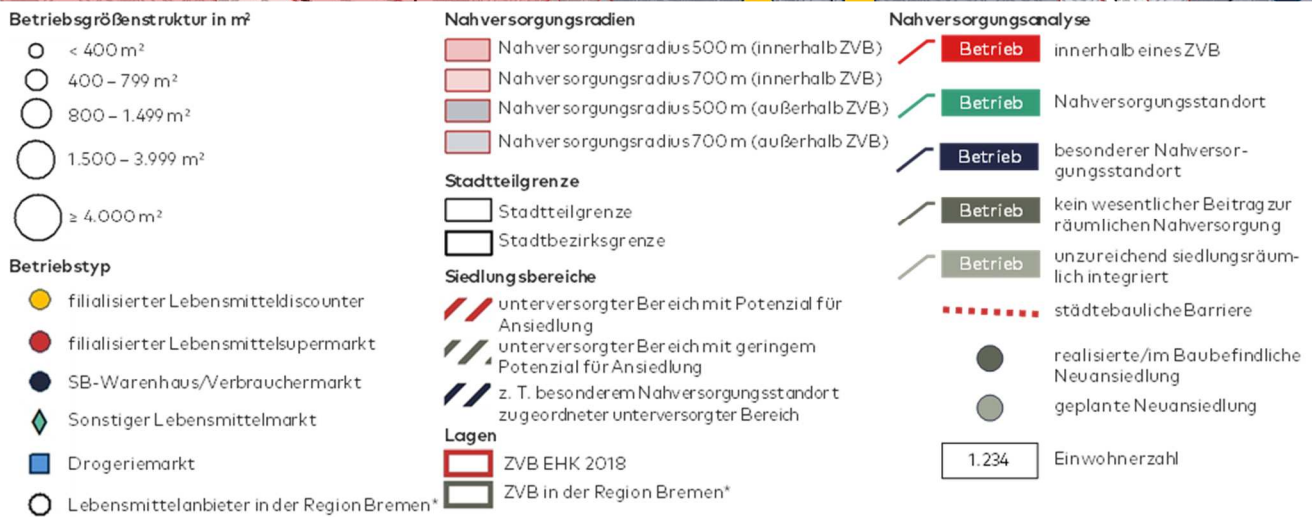 Betriebsgrößenstruktur in m²
< 400 m²
400 – 799 m²
800 – 1.499 m²
1.500 – 3.999 m²
≥ 4.000 m²
Betriebstyp
filialisierter Lebensmitteldiscounter
filialisierter Lebensmittelsupermarkt
SB-Warenhaus/Verbrauchermarkt
Sonstiger Lebensmittelmarkt
Drogeriemarkt
Lebensmittelanbieter in der Region Bremen*
Nahversorgungsradien
Nahversorgungsradius 500 m (innerhalb ZVB)
Nahversorgungsradius 700 m (innerhalb ZVB)
Nahversorgungsradius 500 m (außerhalb ZVB)
Nahversorgungsradius 700 m (außerhalb ZVB)
Stadtteilgrenze
Stadtteilgrenze
Stadtbezirksgrenze
Siedlungsbereiche
unterversorgter Bereich mit Potenzial für
Ansiedlung
unterversorgter Bereich mit geringem
Potenzial für Ansiedlung
z. T. besonderem Nahversorgungsstandort
zugeordneter unterversorgter Bereich
Lagen
ZVB EHK 2018
ZVB in der Region Bremen*
Nahversorgungsanalyse
Betrieb innerhalb eines ZVB
Betrieb Nahversorgungsstandort
Betrieb besonderer Nahversor-
gungsstandort
Betrieb kein wesentlicher Beitrag zur
räumlichen Nahversorgung
Betrieb unzureichend siedlungsräum-
lich integriert
städtebauliche Barriere
realisierte/im Bau befindliche
Neuansiedlung
geplante Neuansiedlung
1.234 Einwohnerzahl